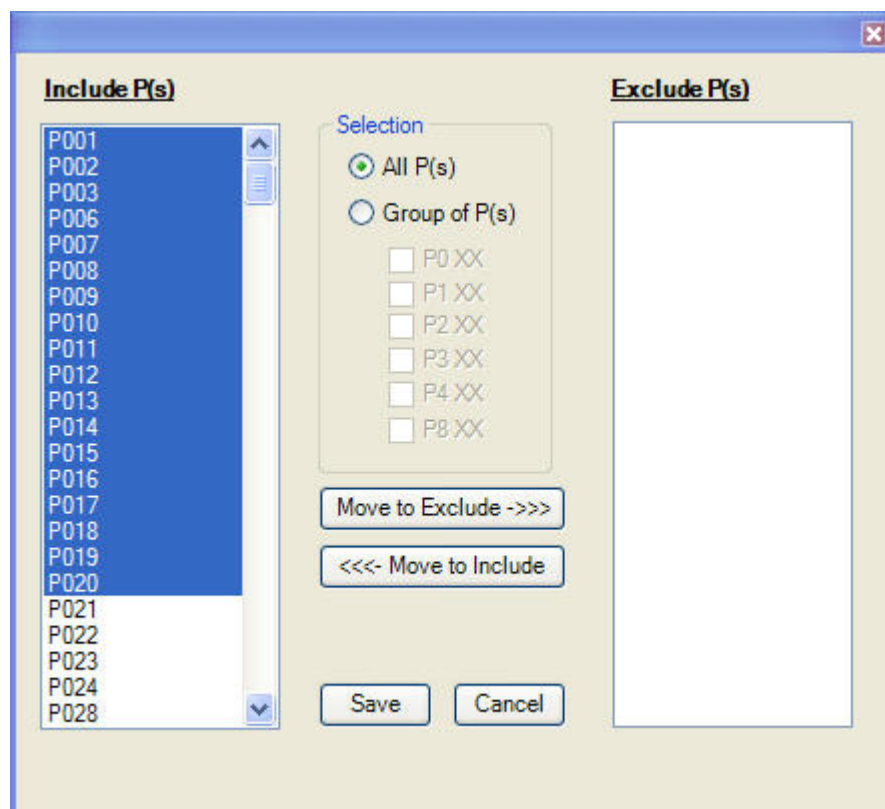 Include P(s)
P001
P002
P003
P006
P007
P008
P009
P010
P011
P012
P013
P014
P015
P016
P017
P018
P019
P020
P021
P022
P023
P024
P028
Selection
All P(s)
Group of P(s)
P0 XX
P1 XX
P2 XX
P3 XX
P4 XX
P8 XX
Move to Exclude ->>>
<<<- Move to Include
Save
Cancel
Exclude P(s)